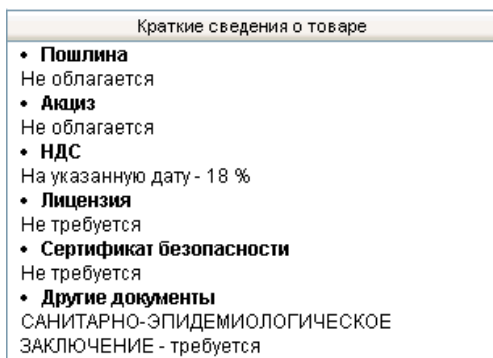 Краткие сведения о товаре
• Пошлина
Не облагается
• Акциз
Не облагается
• НДС
На указанную дату - 18 %
• Лицензия
Не требуется
• Сертификат безопасности
Не требуется
• Другие документы
САНИТАРНО-ЭПИДЕМИОЛОГИЧЕСКОЕ
ЗАКЛЮЧЕНИЕ - требуется